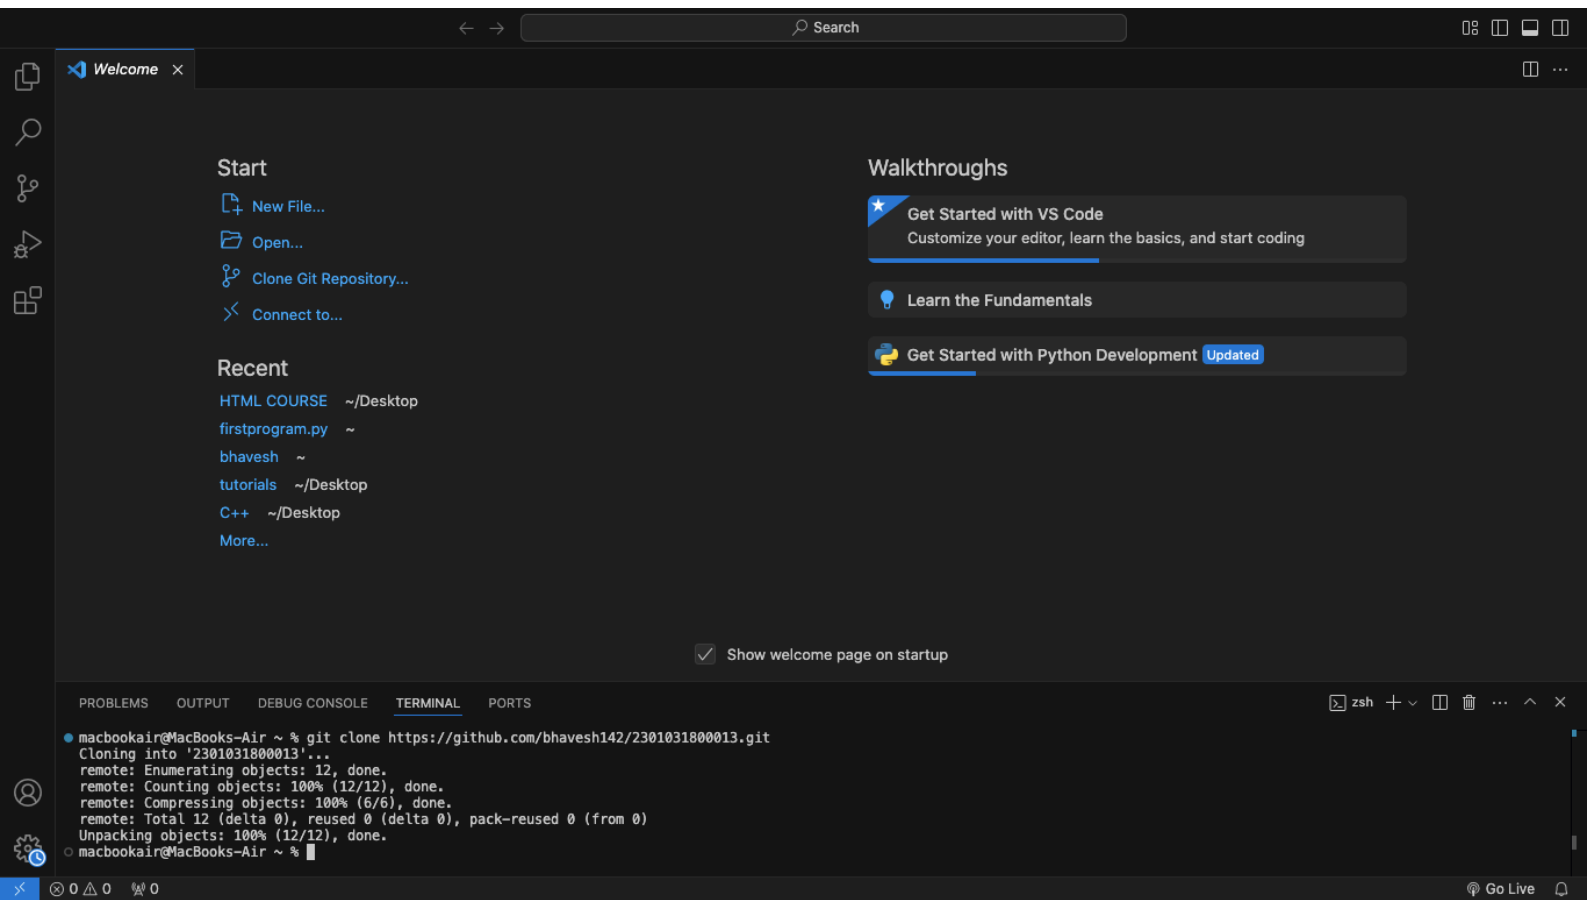 Search
Welcome
Start
New File...
Open...
Clone Git Repository...
Connect to...
Recent
HTML COURSE ~/Desktop
firstprogram.py ~
bhavesh ~
tutorials ~/Desktop
C++ ~/Desktop
More...
Walkthroughs
Get Started with VS Code
Customize your editor, learn the basics, and start coding
Learn the Fundamentals
Get Started with Python Development Updated
Show welcome page on startup
PROBLEMS OUTPUT DEBUG CONSOLE TERMINAL PORTS
zsh
macbookair@MacBooks-Air ~ % git clone https://github.com/bhavesh142/2301031800013.git
Cloning into '2301031800013'...
remote: Enumerating objects: 12, done.
remote: Counting objects: 100% (12/12), done.
remote: Compressing objects: 100% (6/6), done.
remote: Total 12 (delta 0), reused 0 (delta 0), pack-reused 0 (from 0)
Unpacking objects: 100% (12/12), done.
macbookair@MacBooks-Air ~ %
0 0 0
Go Live